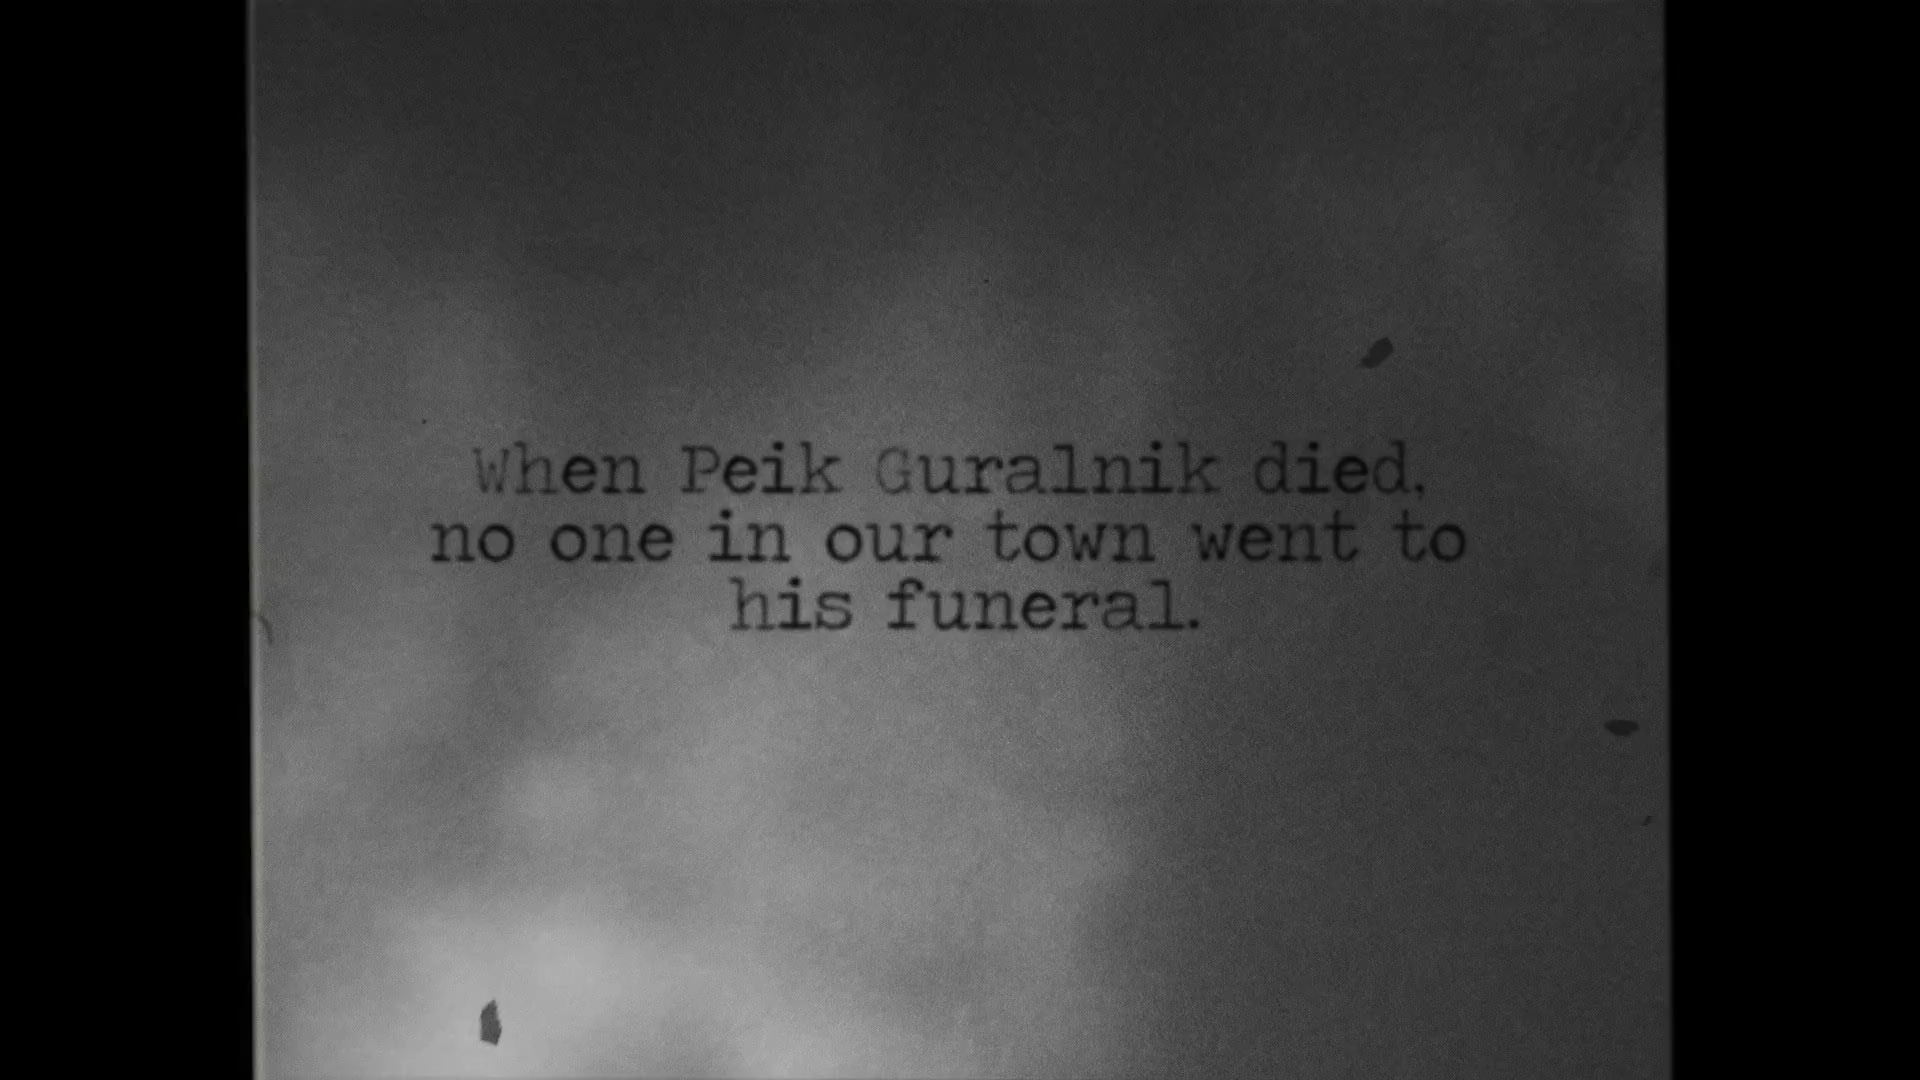 When Peik Guralnik died,
no one in our town went to
his funeral.